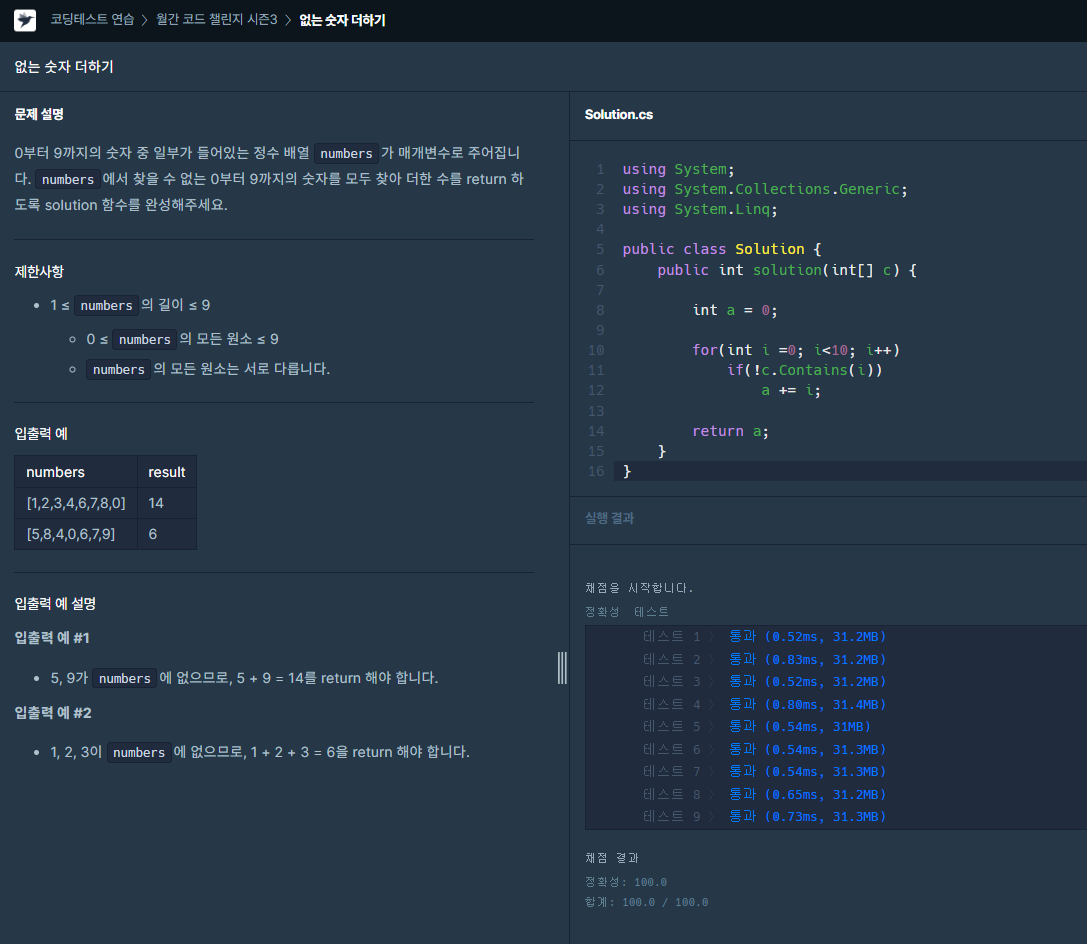 코딩테스트 연습 〉 월간 코드 챌린지 시즌3 〉 없는 숫자 더하기
없는 숫자 더하기
문제 설명
0부터 9까지의 숫자 중 일부가 들어있는 정수 배열 numbers 가 매개변수로 주어집니
다. numbers 에서 찾을 수 없는 0부터 9까지의 숫자를 모두 찾아 더한 수를 return 하
도록 solution 함수를 완성해주세요.
제한사항
• 1 ≤ numbers 의 길이 ≤ 9
◦ 0 ≤ numbers 의 모든 원소 ≤ 9
◦ numbers 의 모든 원소는 서로 다릅니다.
입출력 예
numbers result
[1,2,3,4,6,7,8,0] 14
[5,8,4,0,6,7,9] 6
입출력 예 설명
입출력 예 #1
• 5, 9가 numbers 에 없으므로, 5 + 9 = 14를 return 해야 합니다.
입출력 예 #2
• 1, 2, 3이 numbers 에 없으므로, 1 + 2 + 3 = 6을 return 해야 합니다.
Solution.cs
1 using System;
2 using System.Collections.Generic;
3 using System.Linq;
4
5 public class Solution {
6     public int solution(int[] c) {
7
8         int a = 0;
9
10         for(int i =0; i<10; i++)
11             if(!c.Contains(i))
12                 a += i;
13
14         return a;
15     }
16 }
실행 결과
채점을 시작합니다.
정확성 테스트
테스트 1 〉 통과 (0.52ms, 31.2MB)
테스트 2 〉 통과 (0.83ms, 31.2MB)
테스트 3 〉 통과 (0.52ms, 31.2MB)
테스트 4 〉 통과 (0.80ms, 31.4MB)
테스트 5 〉 통과 (0.54ms, 31MB)
테스트 6 〉 통과 (0.54ms, 31.3MB)
테스트 7 〉 통과 (0.54ms, 31.3MB)
테스트 8 〉 통과 (0.65ms, 31.2MB)
테스트 9 〉 통과 (0.73ms, 31.3MB)
채점 결과
정확성: 100.0
합계: 100.0 / 100.0